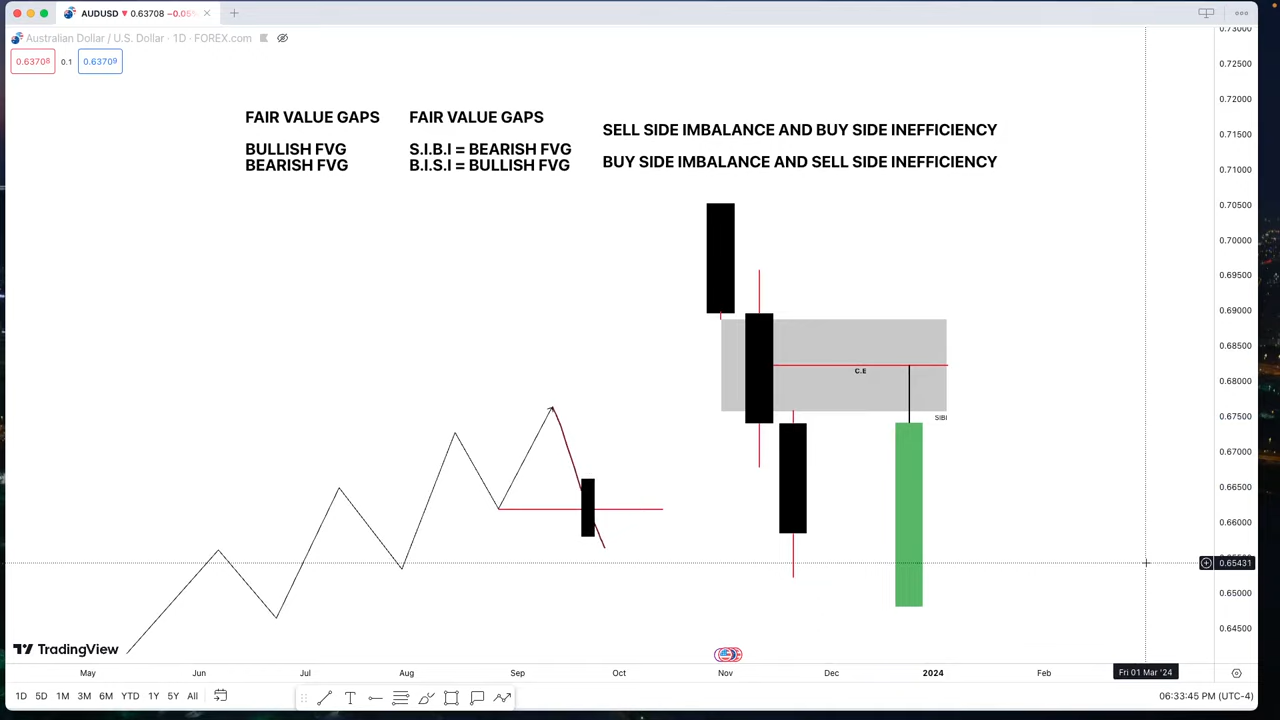 AUDUSD ▼ 0.63708 −0.05%
Australian Dollar / U.S. Dollar · 1D · FOREX.com
0.63708 0.1 0.63709
FAIR VALUE GAPS
BULLISH FVG
BEARISH FVG
FAIR VALUE GAPS
S.I.B.I = BEARISH FVG
B.I.S.I = BULLISH FVG
SELL SIDE IMBALANCE AND BUY SIDE INEFFICIENCY
BUY SIDE IMBALANCE AND SELL SIDE INEFFICIENCY
C.E
SIBI
0.73000
0.72500
0.72000
0.71500
0.71000
0.70500
0.70000
0.69500
0.69000
0.68500
0.68000
0.67500
0.67000
0.66500
0.66000
0.65431
0.65000
0.64500
TradingView
May Jun Jul Aug Sep Oct Nov Dec 2024 Feb Fri 01 Mar '24
1D 5D 1M 3M 6M YTD 1Y 5Y All
06:33:45 PM (UTC-4)